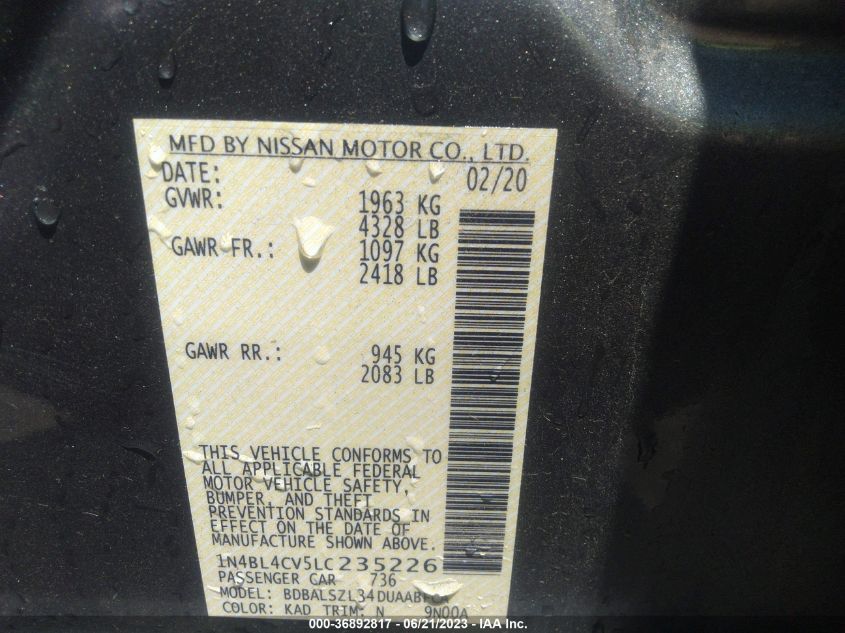 MFD BY NISSAN MOTOR CO., LTD.
DATE: 02/20
GVWR: 1963 KG
4328 LB
GAWR FR.: 1097 KG
2418 LB
GAWR RR.: 945 KG
2083 LB
THIS VEHICLE CONFORMS TO
ALL APPLICABLE FEDERAL
MOTOR VEHICLE SAFETY,
BUMPER, AND THEFT
PREVENTION STANDARDS IN
EFFECT ON THE DATE OF
MANUFACTURE SHOWN ABOVE.
1N4BL4CV5LC235226
PASSENGER CAR 736
MODEL:
COLOR: KAD TRIM: N 9N00A
000-36892817 - 06/21/2023 - IAA Inc.